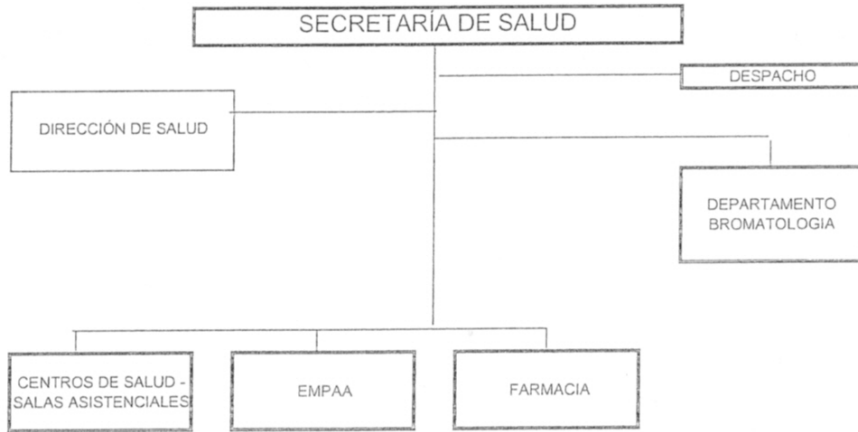 SECRETARÍA DE SALUD
DESPACHO
DIRECCIÓN DE SALUD
DEPARTAMENTO
BROMATOLOGIA
CENTROS DE SALUD -
SALAS ASISTENCIALES
EMPAA
FARMACIA